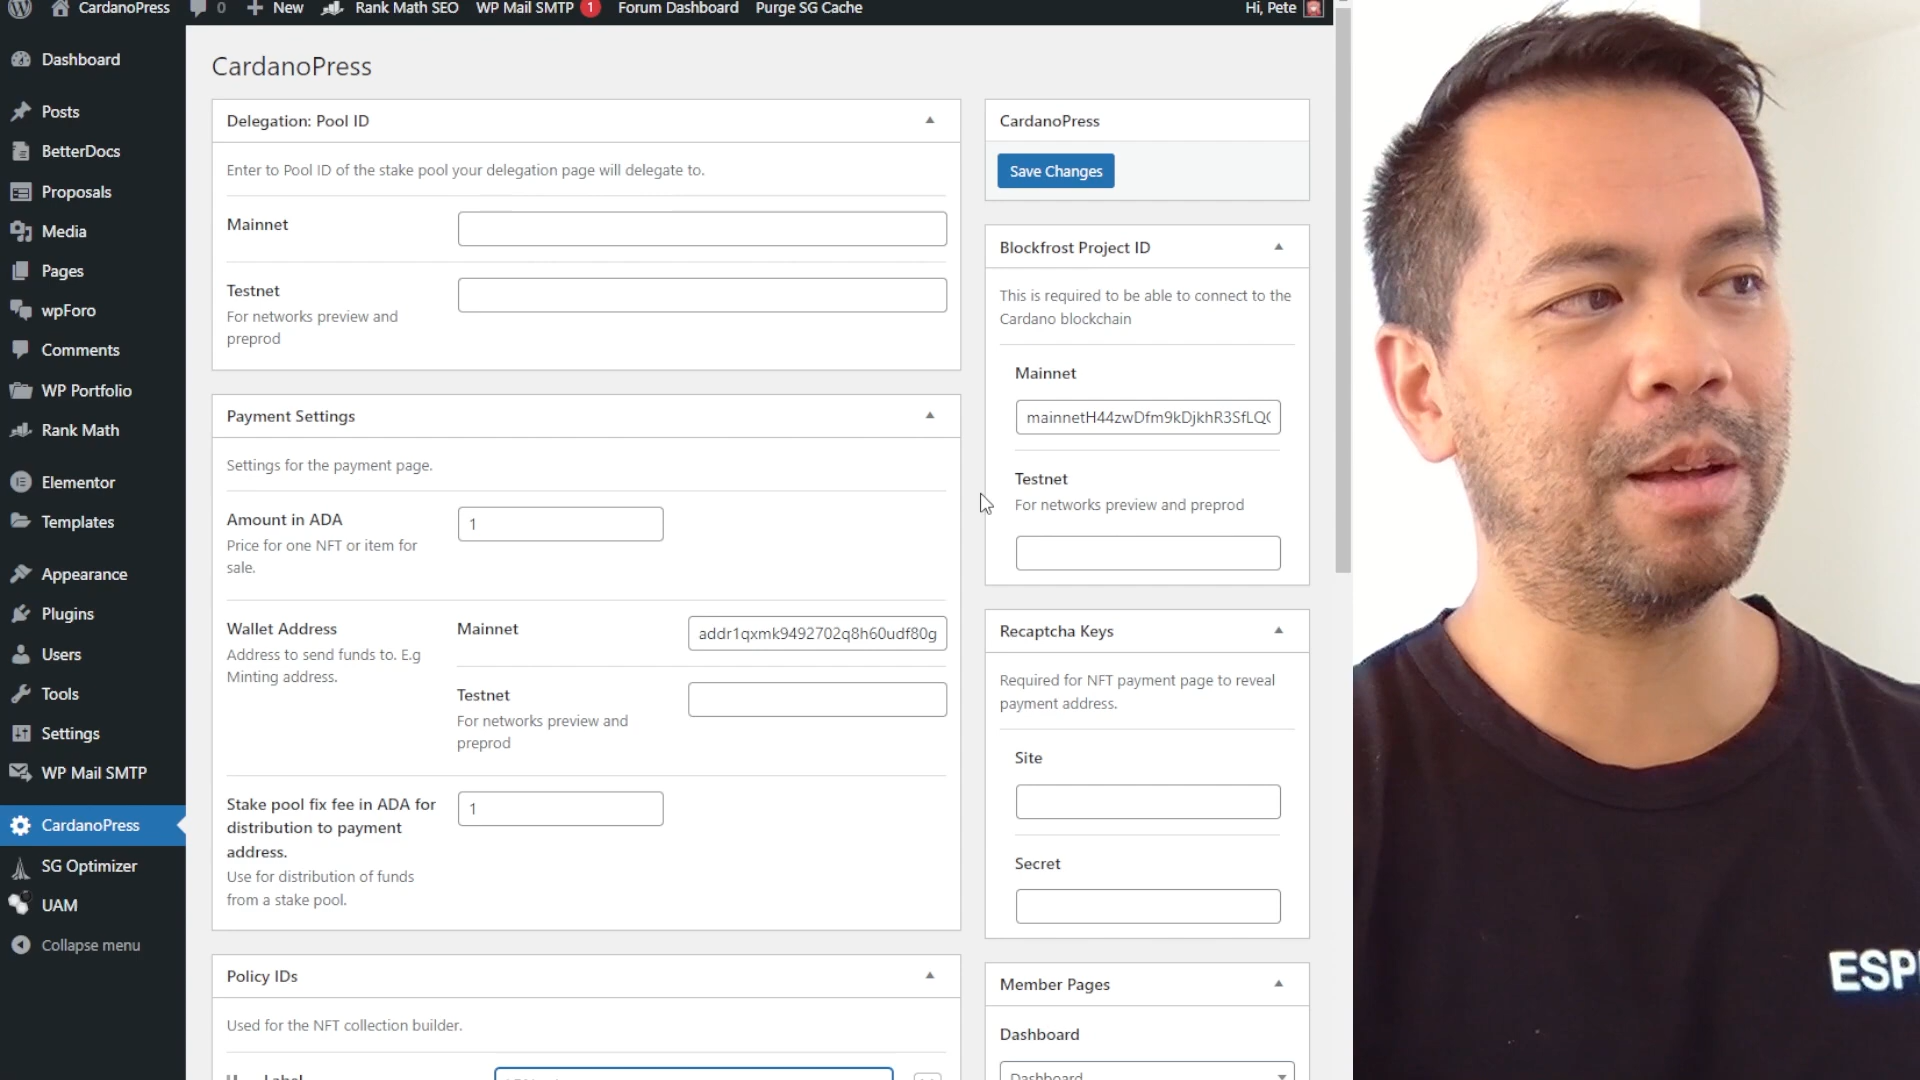 CardanoPress 0 New Rank Math SEO WP Mail SMTP 1 Forum Dashboard Purge SG Cache Hi, Pete
Dashboard
Posts
BetterDocs
Proposals
Media
Pages
wpForo
Comments
WP Portfolio
Rank Math
Elementor
Templates
Appearance
Plugins
Users
Tools
Settings
WP Mail SMTP
CardanoPress
SG Optimizer
UAM
Collapse menu
CardanoPress
Delegation: Pool ID
Enter to Pool ID of the stake pool your delegation page will delegate to.
Mainnet
Testnet
For networks preview and
preprod
Payment Settings
Settings for the payment page.
Amount in ADA
Price for one NFT or item for
sale.
1
Wallet Address
Address to send funds to. E.g
Minting address.
Mainnet
addr1qxmk9492702q8h60udf80g
Testnet
For networks preview and
preprod
Stake pool fix fee in ADA for
distribution to payment
address.
Use for distribution of funds
from a stake pool.
1
Policy IDs
Used for the NFT collection builder.
Label
CardanoPress
Save Changes
Blockfrost Project ID
This is required to be able to connect to the
Cardano blockchain
Mainnet
mainnetH44zwDfm9kDjkhR3SfLQ
Testnet
For networks preview and preprod
Recaptcha Keys
Required for NFT payment page to reveal
payment address.
Site
Secret
Member Pages
Dashboard
Dashboard
ESP